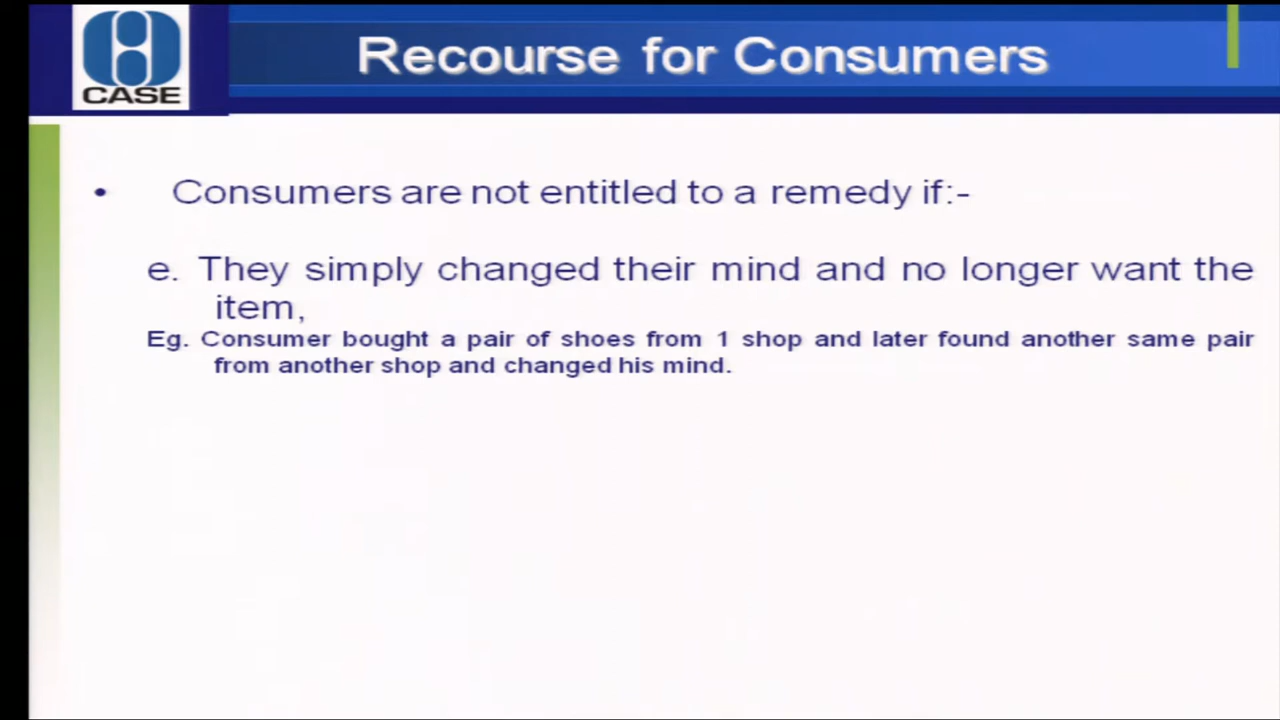 CASE
Recourse for Consumers
• Consumers are not entitled to a remedy if:-
e. They simply changed their mind and no longer want the
item,
Eg. Consumer bought a pair of shoes from 1 shop and later found another same pair
from another shop and changed his mind.